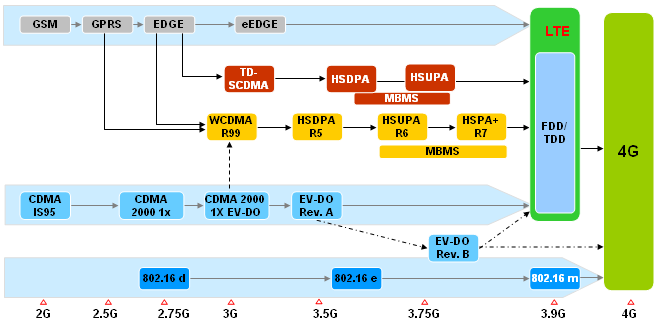 GSM
GPRS
EDGE
eEDGE
LTE
TD-
SCDMA
HSDPA
HSUPA
MBMS
WCDMA
R99
HSDPA
R5
HSUPA
R6
HSPA+
R7
MBMS
FDD/
TDD
4G
CDMA
IS95
CDMA
2000 1x
CDMA 2000
1X EV-DO
EV-DO
Rev. A
EV-DO
Rev. B
802.16 d
802.16 e
802.16 m
2G
2.5G
2.75G
3G
3.5G
3.75G
3.9G
4G